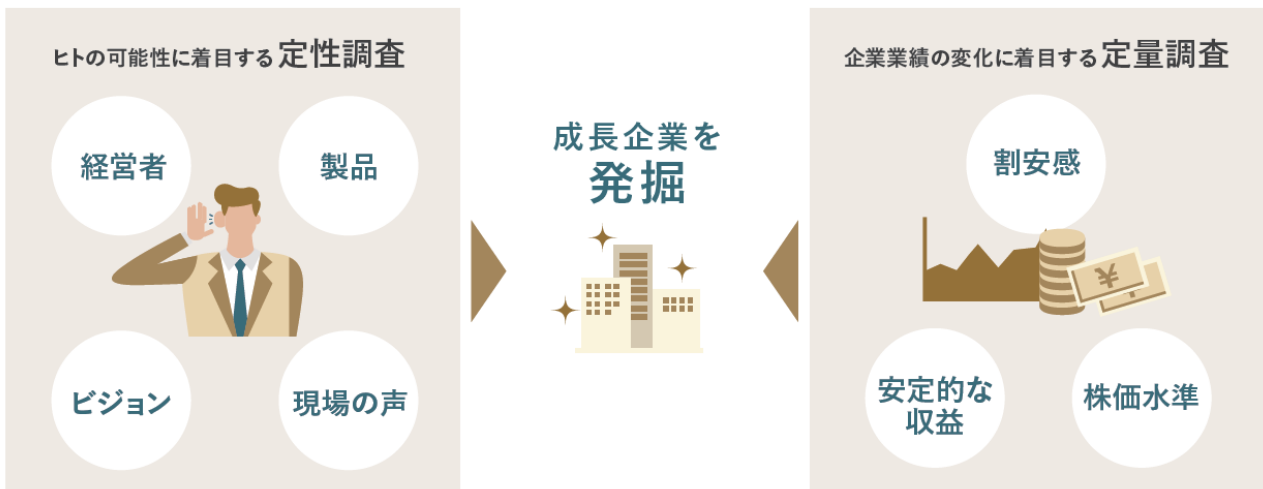 ヒトの可能性に着目する定性調査
経営者
製品
ビジョン
現場の声
成長企業を
発掘
企業業績の変化に着目する定量調査
割安感
¥
¥
安定的な
収益
株価水準